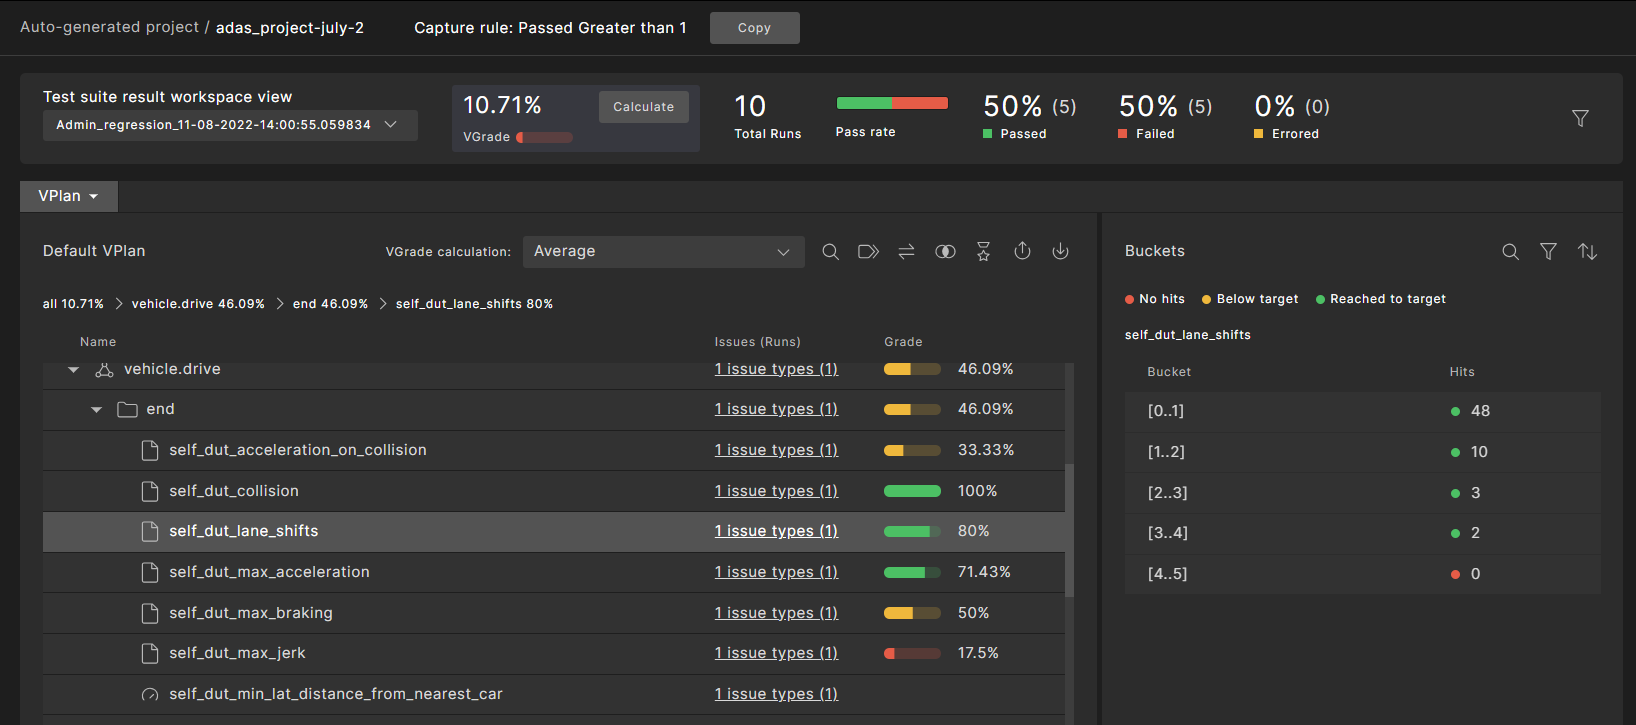 Auto-generated project / adas_project-july-2 Capture rule: Passed Greater than 1 Copy
Test suite result workspace view
Admin_regression_11-08-2022-14:00:55.059834
10.71% Calculate
VGrade
10
Total Runs
Pass rate
50% (5)
Passed
50% (5)
Failed
0% (0)
Errored
VPlan
Default VPlan VGrade calculation: Average
all 10.71% > vehicle.drive 46.09% > end 46.09% > self_dut_lane_shifts 80%
Name Issues (Runs) Grade
vehicle.drive 1 issue types (1) 46.09%
end 1 issue types (1) 46.09%
self_dut_acceleration_on_collision 1 issue types (1) 33.33%
self_dut_collision 1 issue types (1) 100%
self_dut_lane_shifts 1 issue types (1) 80%
self_dut_max_acceleration 1 issue types (1) 71.43%
self_dut_max_braking 1 issue types (1) 50%
self_dut_max_jerk 1 issue types (1) 17.5%
self_dut_min_lat_distance_from_nearest_car 1 issue types (1)
Buckets
No hits Below target Reached to target
self_dut_lane_shifts
Bucket Hits
[0..1] 48
[1..2] 10
[2..3] 3
[3..4] 2
[4..5] 0